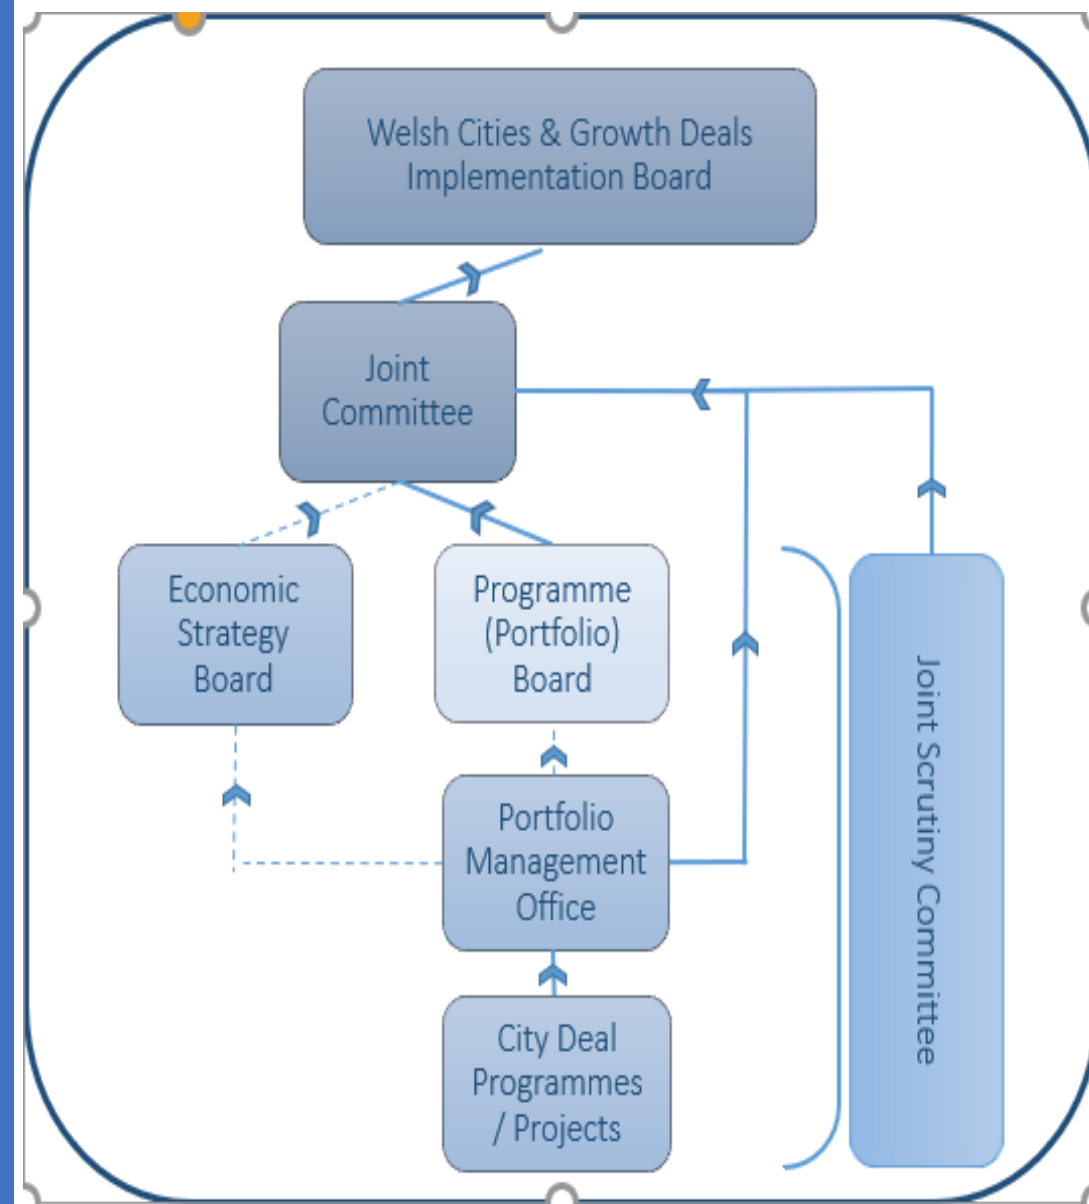 Welsh Cities & Growth Deals
Implementation Board
Joint
Committee
Economic
Strategy
Board
Programme
(Portfolio)
Board
Portfolio
Management
Office
City Deal
Programmes
/ Projects
Joint Scrutiny Committee